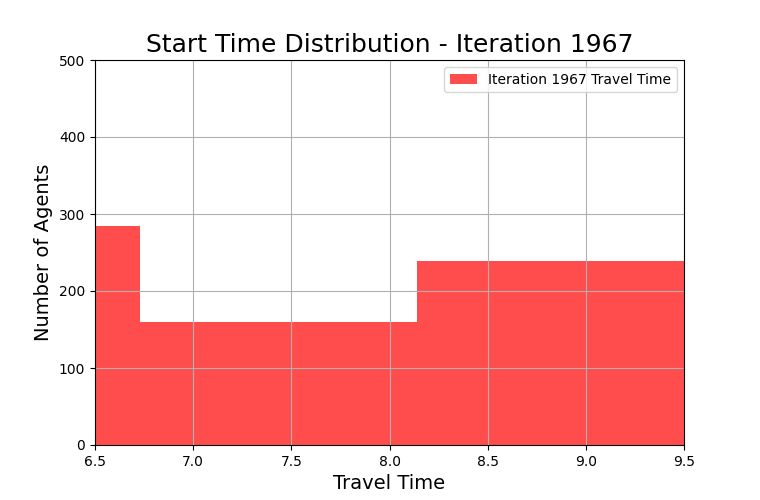 Start Time Distribution - Iteration 1967
Iteration 1967 Travel Time
Number of Agents
500
400
300
200
100
0
6.5 7.0 7.5 8.0 8.5 9.0 9.5
Travel Time